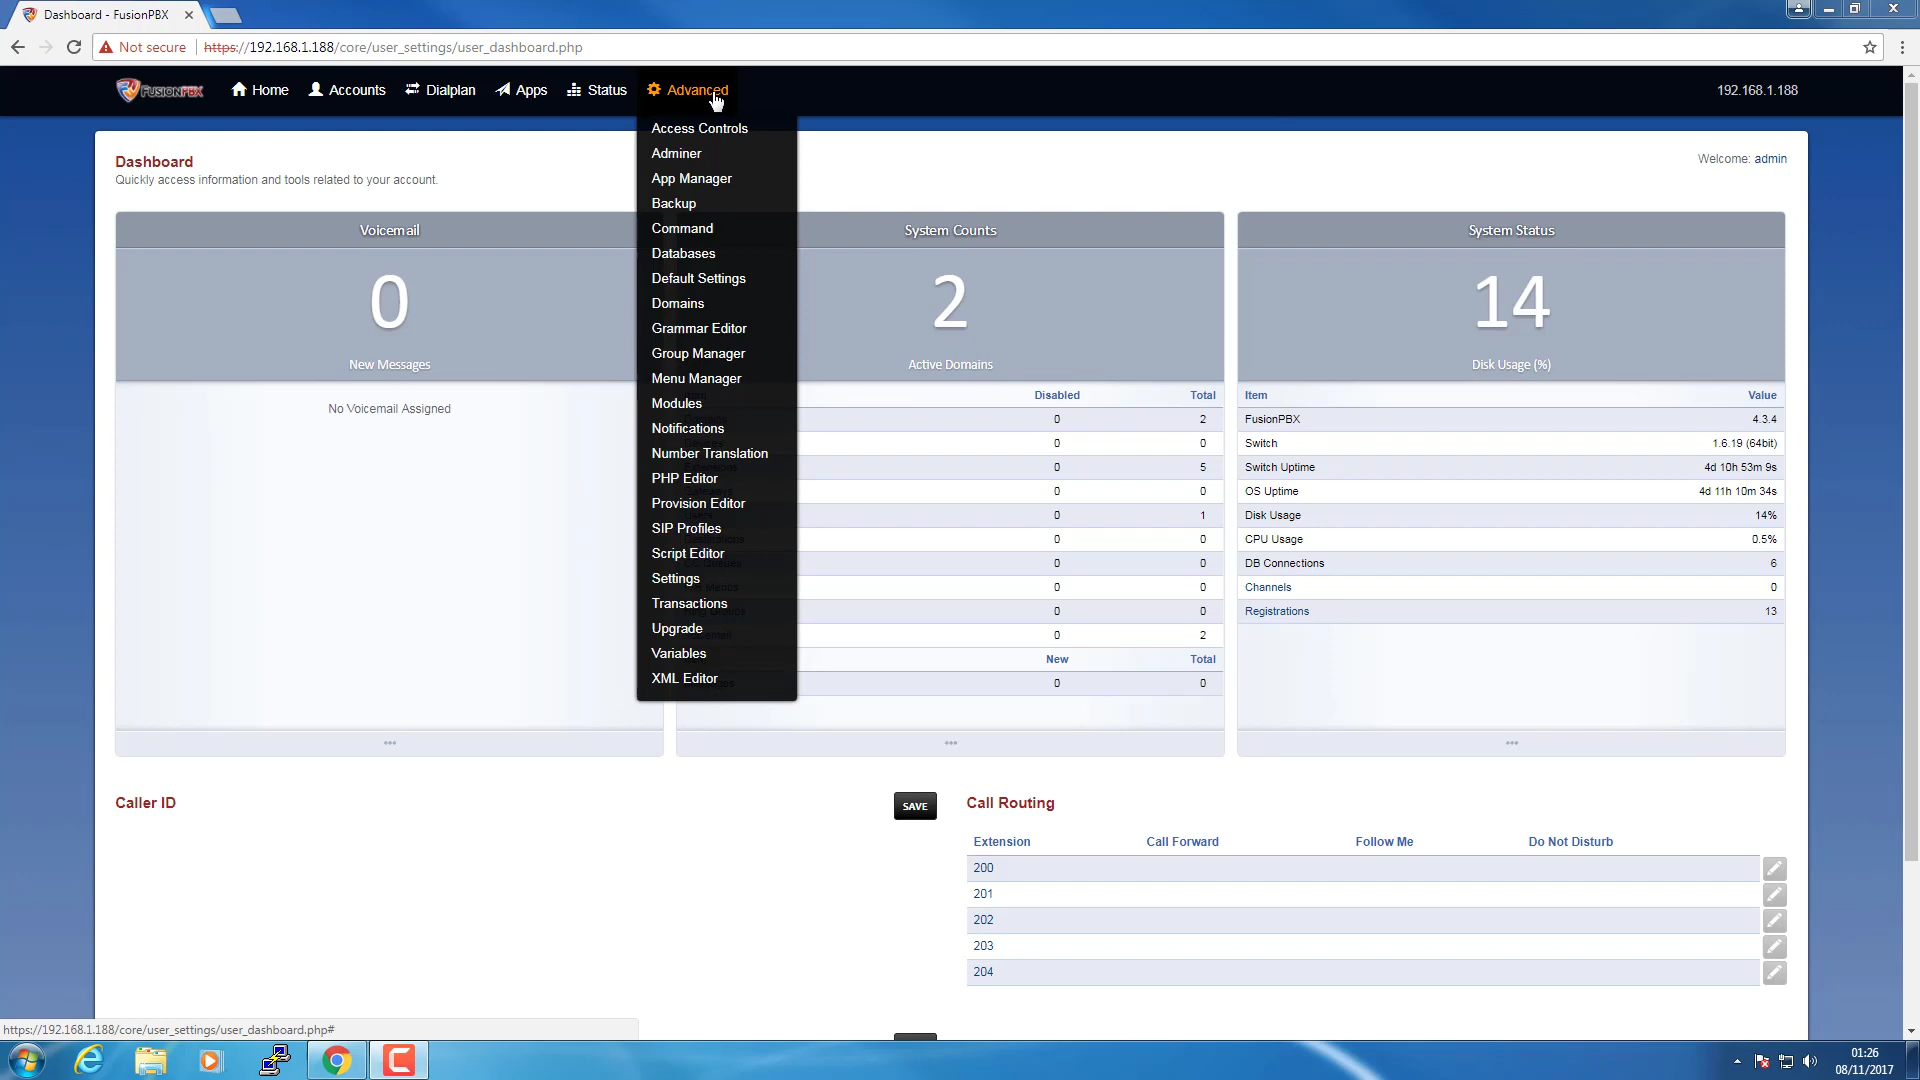 Dashboard - FusionPBX
Not secure https://192.168.1.188/core/user_settings/user_dashboard.php
FUSIONPBX Home Accounts Dialplan Apps Status Advanced 192.168.1.188
Access Controls
Adminer
App Manager
Backup
Command
Databases
Default Settings
Domains
Grammar Editor
Group Manager
Menu Manager
Modules
Notifications
Number Translation
PHP Editor
Provision Editor
SIP Profiles
Script Editor
Settings
Transactions
Upgrade
Variables
XML Editor
Dashboard
Quickly access information and tools related to your account.
Welcome: admin
Voicemail
0
New Messages
No Voicemail Assigned
System Counts
2
Active Domains
Disabled Total
0 2
0 0
0 5
0 0
0 1
0 0
0 0
0 0
0 0
0 2
New Total
0 0
System Status
14
Disk Usage (%)
Item Value
FusionPBX 4.3.4
Switch 1.6.19 (64bit)
Switch Uptime 4d 10h 53m 9s
OS Uptime 4d 11h 10m 34s
Disk Usage 14%
CPU Usage 0.5%
DB Connections 6
Channels 0
Registrations 13
Caller ID
SAVE
Call Routing
Extension Call Forward Follow Me Do Not Disturb
200
201
202
203
204
https://192.168.1.188/core/user_settings/user_dashboard.php#
01:26
08/11/2017